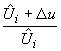 Û_i + Δu
Û_i